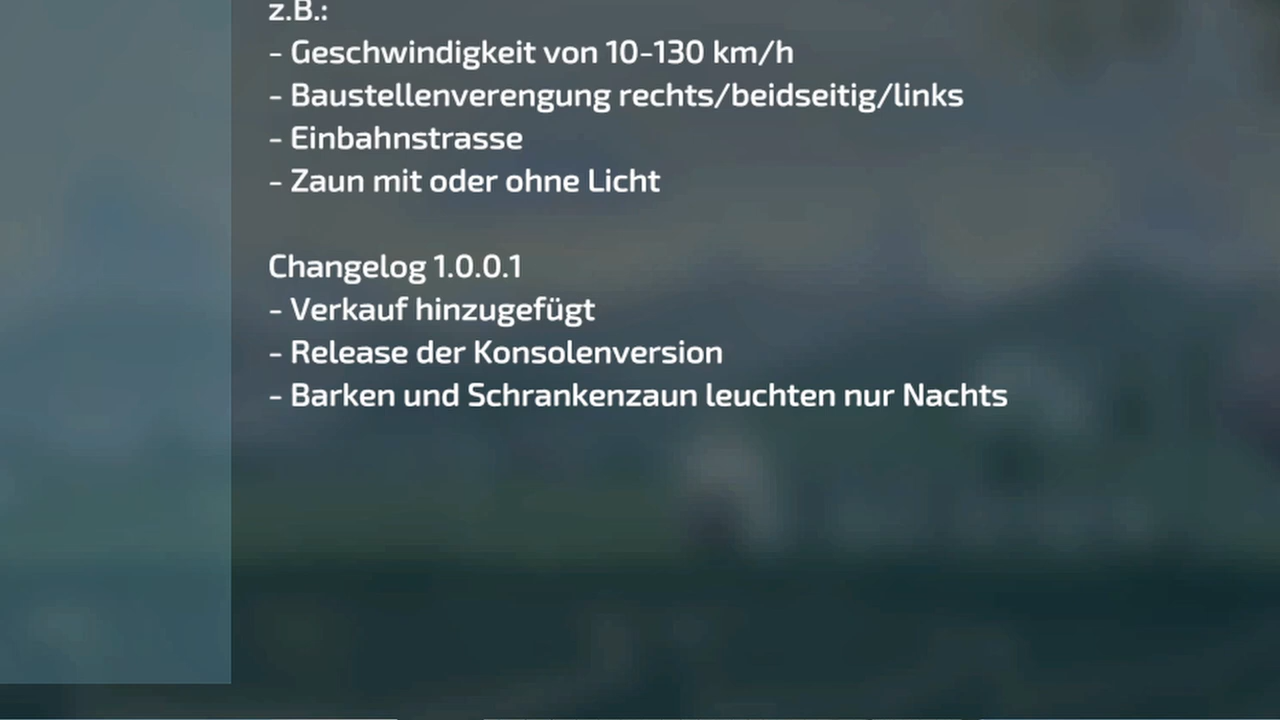 z.B.:
- Geschwindigkeit von 10-130 km/h
- Baustellenverengung rechts/beidseitig/links
- Einbahnstrasse
- Zaun mit oder ohne Licht
Changelog 1.0.0.1
- Verkauf hinzugefügt
- Release der Konsolenversion
- Barken und Schrankenzaun leuchten nur Nachts